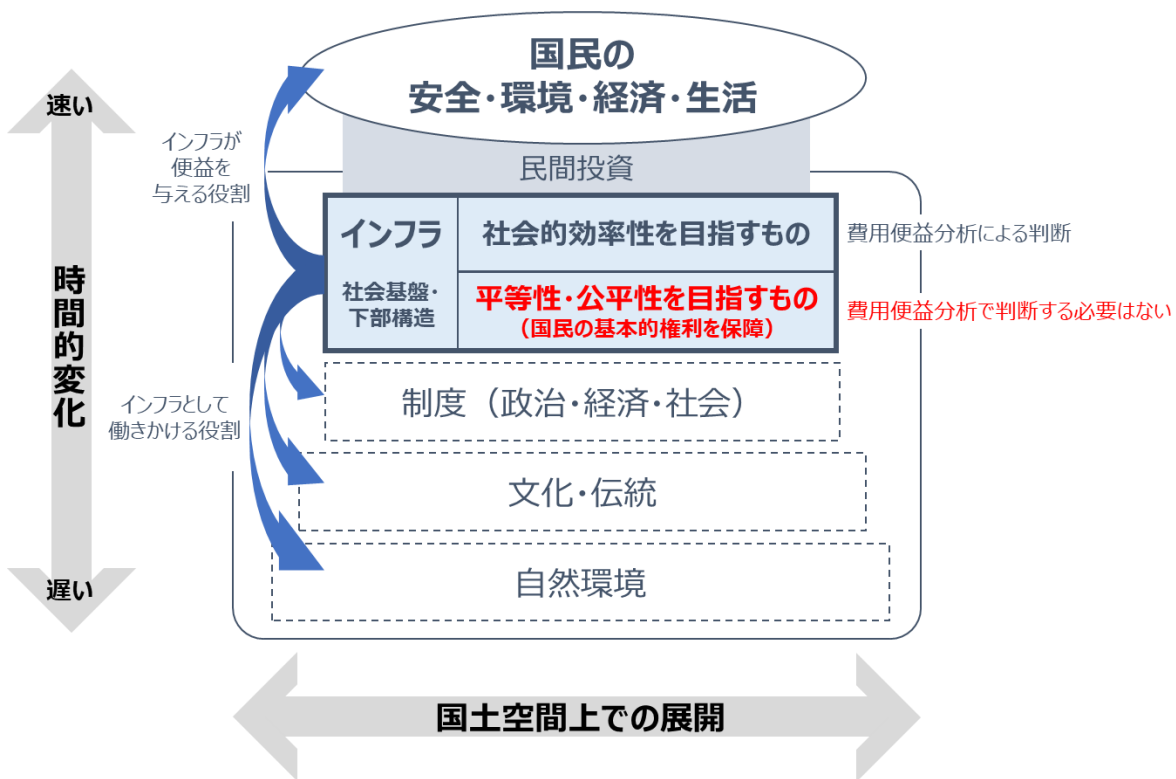 国民の
安全・環境・経済・生活
速い
インフラが
便益を
与える役割
民間投資
インフラ
社会基盤・
下部構造
社会的効率性を目指すもの
費用便益分析による判断
平等性・公平性を目指すもの
（国民の基本的権利を保障）
費用便益分析で判断する必要はない
時間的変化
インフラとして
働きかける役割
制度（政治・経済・社会）
文化・伝統
自然環境
遅い
国土空間上での展開